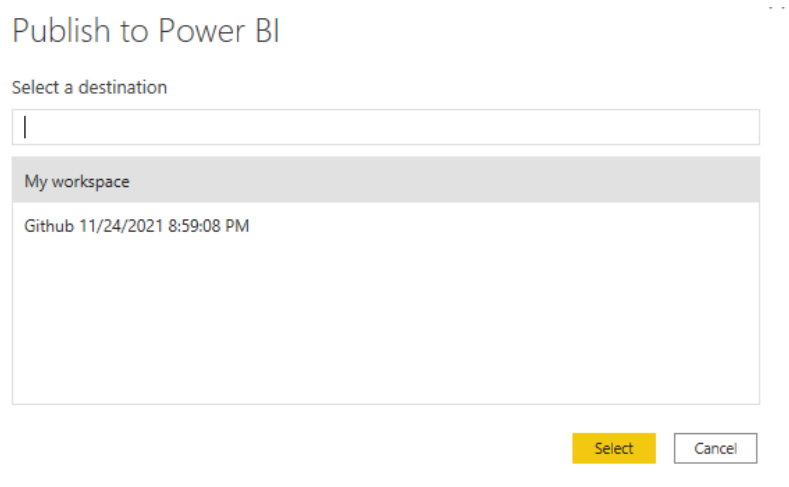 Publish to Power BI
Select a destination
My workspace
Github 11/24/2021 8:59:08 PM
Select
Cancel